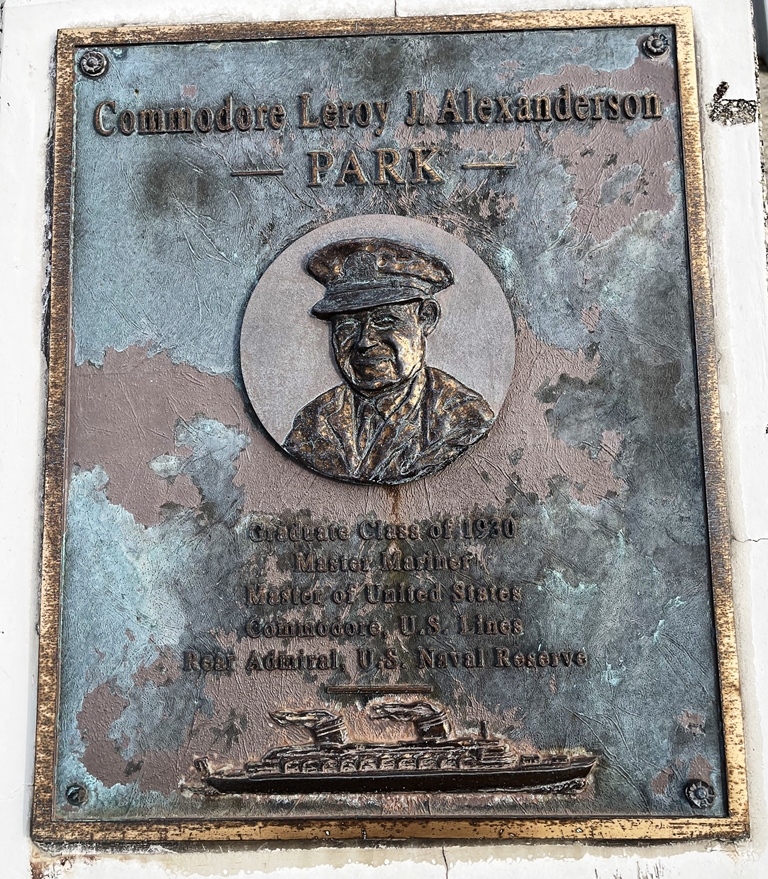 Commodore Leroy J. Alexanderson
— PARK —
Graduate Class of 1930
Master Mariner
Master of United States
Commodore, U.S. Lines
Rear Admiral, U.S. Naval Reserve